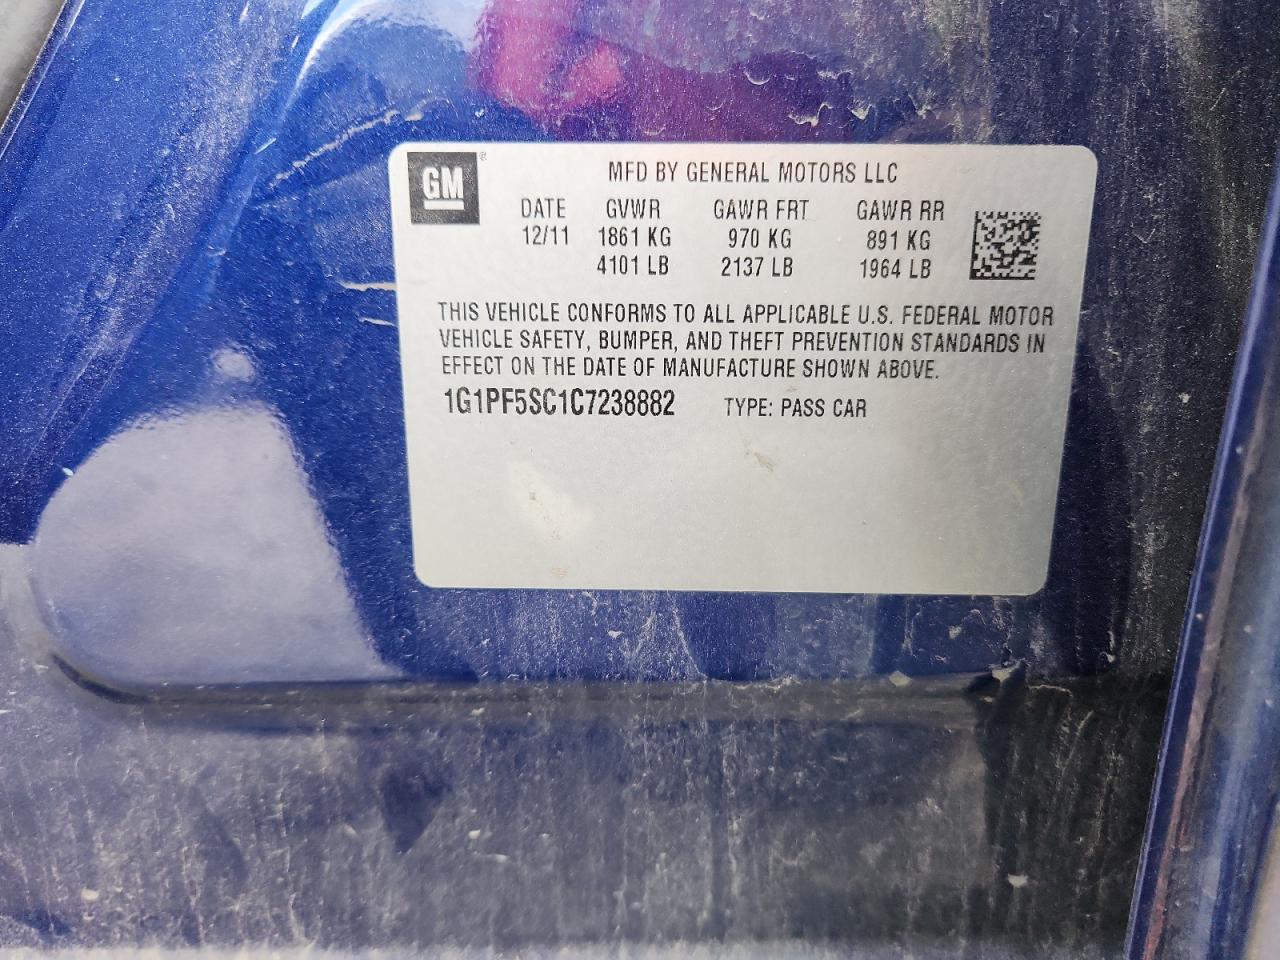 GM ®
MFD BY GENERAL MOTORS LLC
DATE GVWR GAWR FRT GAWR RR
12/11 1861 KG 970 KG 891 KG
4101 LB 2137 LB 1964 LB
THIS VEHICLE CONFORMS TO ALL APPLICABLE U.S. FEDERAL MOTOR
VEHICLE SAFETY, BUMPER, AND THEFT PREVENTION STANDARDS IN
EFFECT ON THE DATE OF MANUFACTURE SHOWN ABOVE.
1G1PF5SC1C7238882 TYPE: PASS CAR